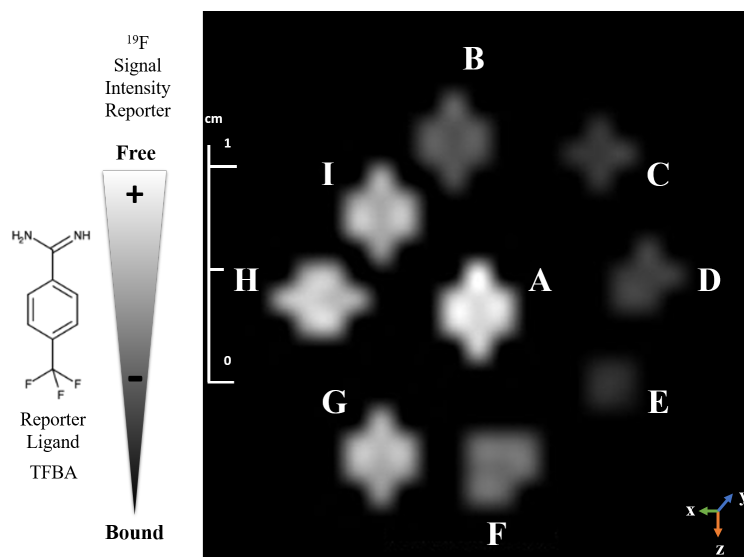 ¹⁹F
Signal
Intensity
Reporter
Free
+
-
Bound
H₂N
NH
F
F
F
Reporter
Ligand
TFBA
cm
1
0
B
C
I
H
A
D
G
E
F
x
y
z